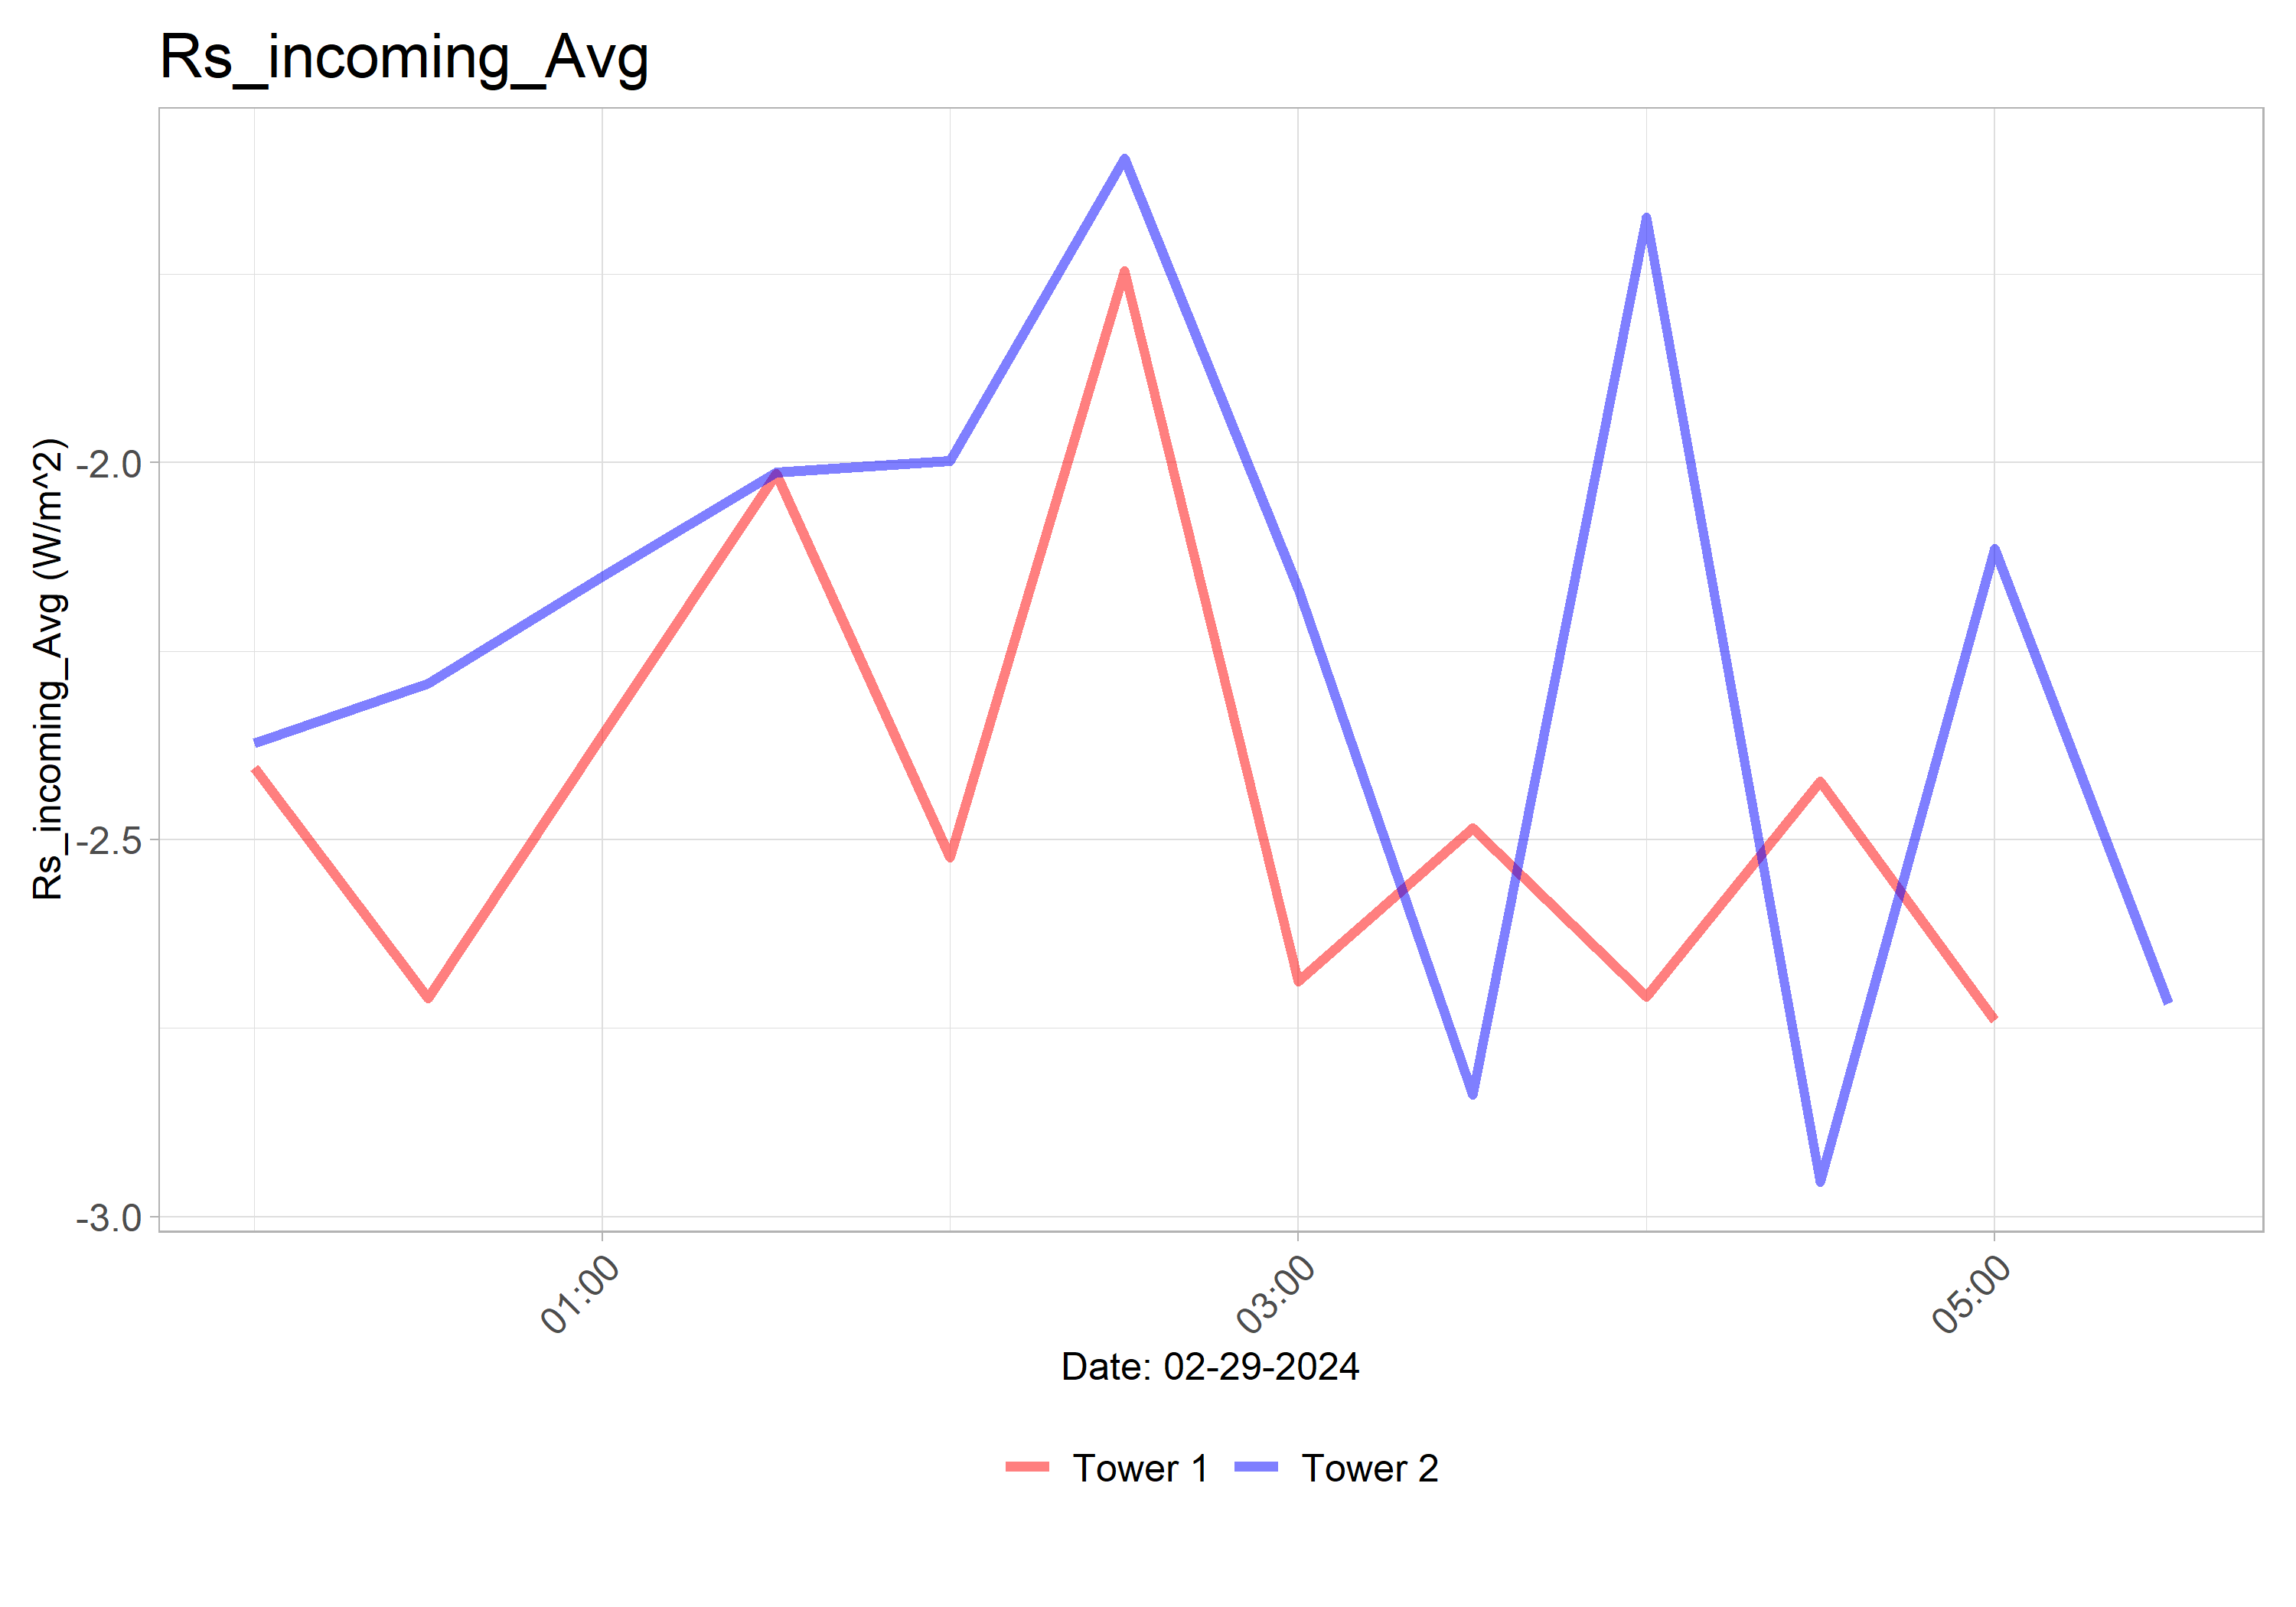 Rs_incoming_Avg
Rs_incoming_Avg (W/m^2)
-2.0
-2.5
-3.0
01:00
03:00
05:00
Date: 02-29-2024
Tower 1
Tower 2